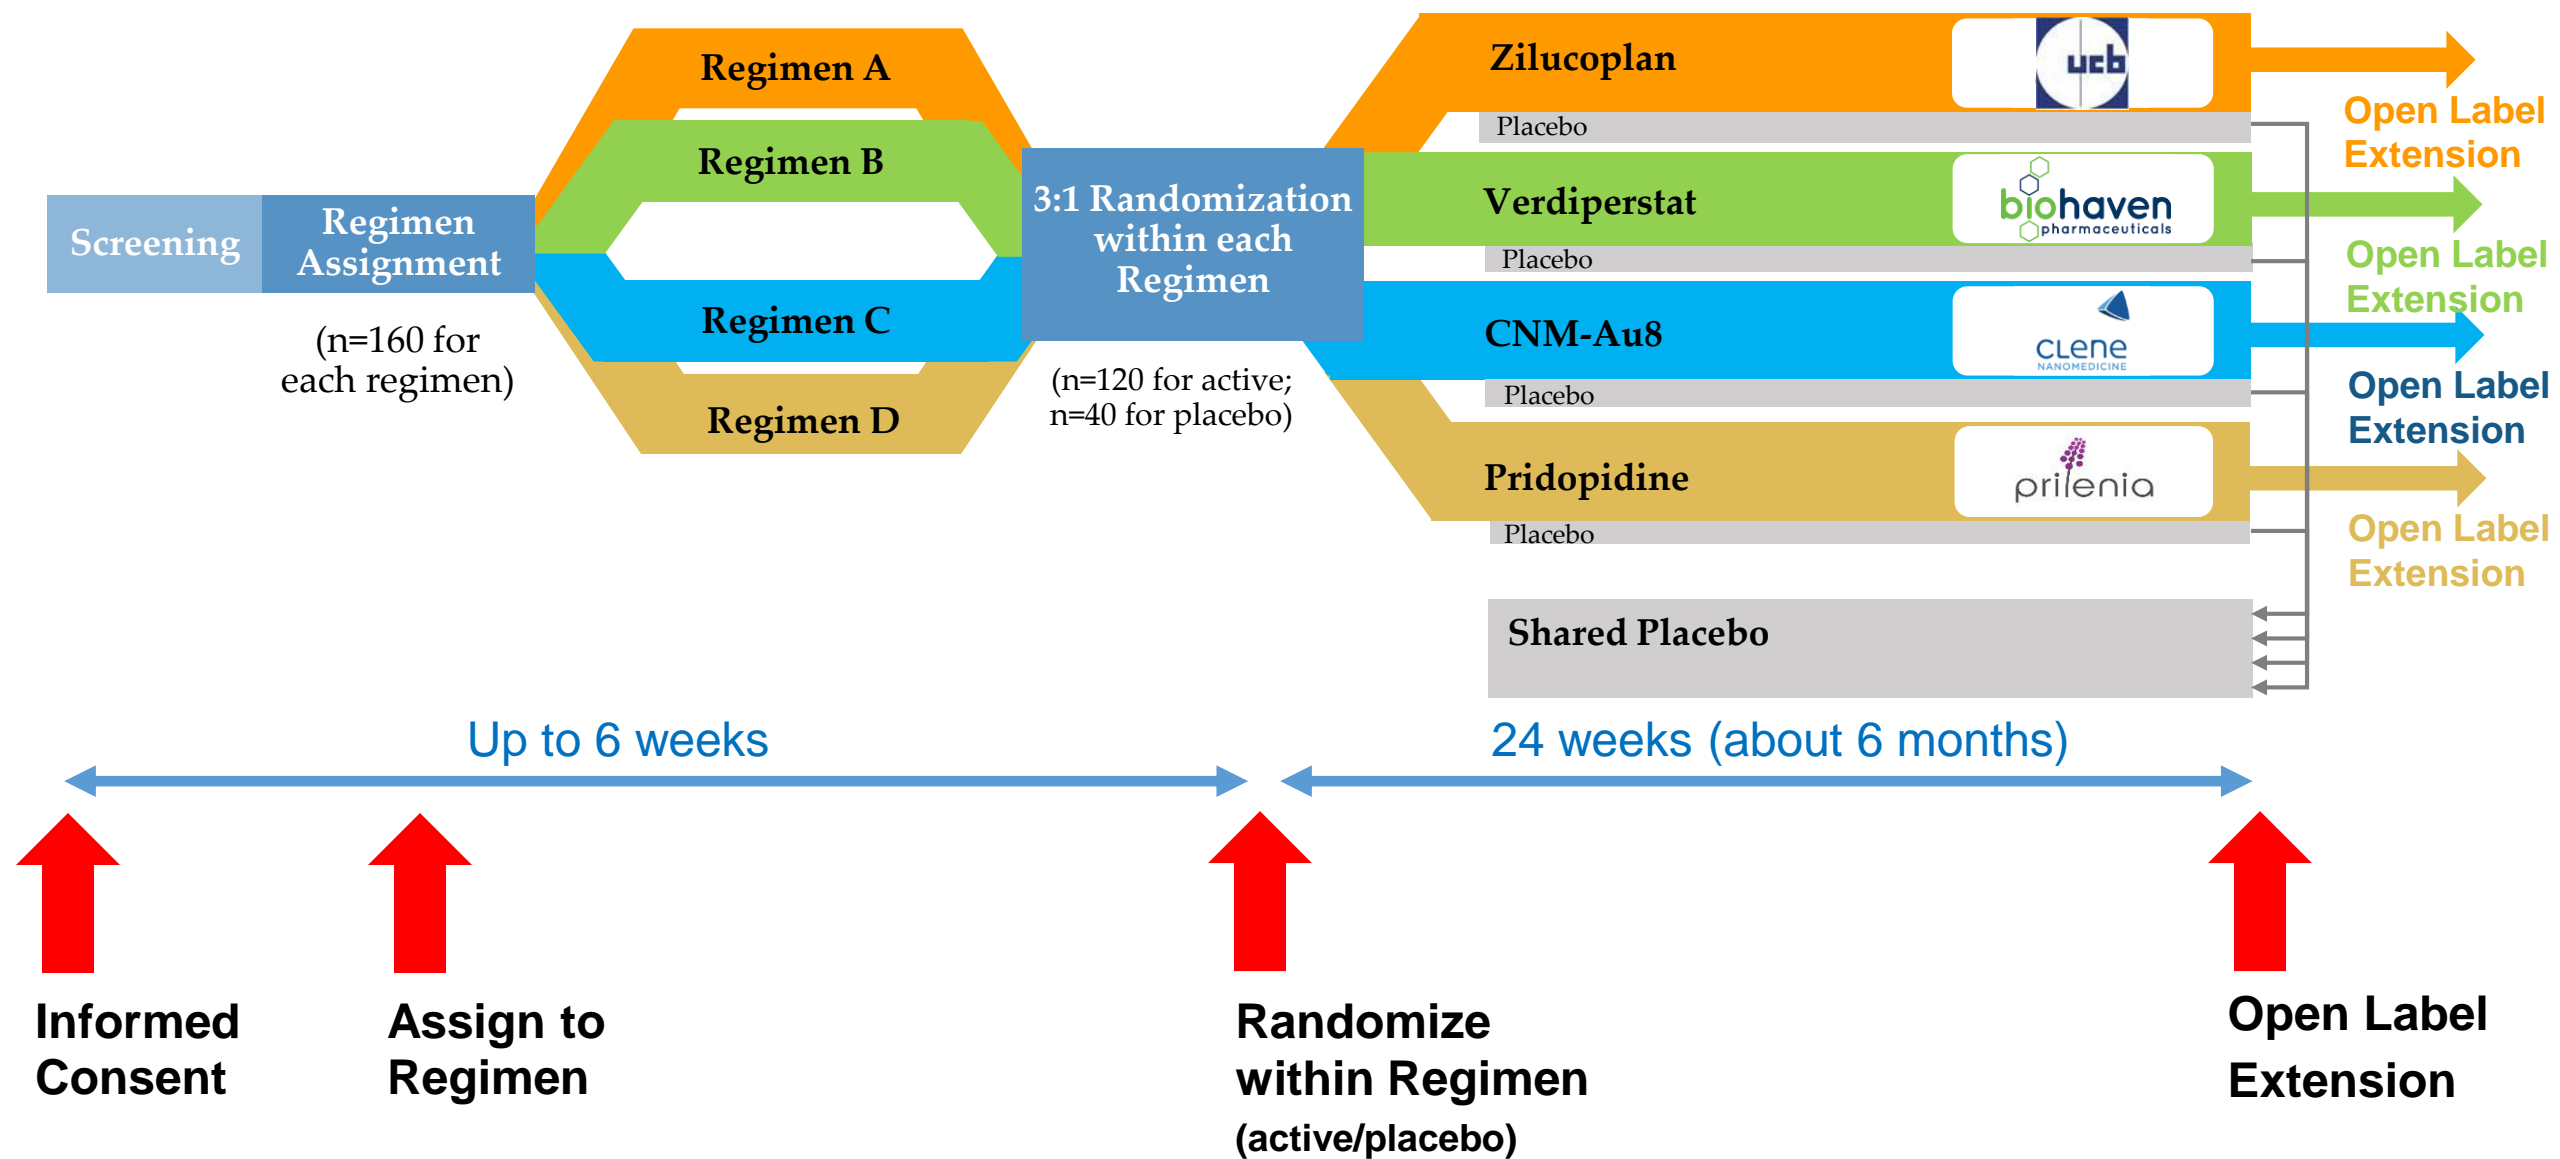 Screening
Regimen
Assignment
(n=160 for
each regimen)
Regimen A
Regimen B
Regimen C
Regimen D
3:1 Randomization
within each
Regimen
(n=120 for active;
n=40 for placebo)
Zilucoplan
ucb
Placebo
Open Label
Extension
Verdiperstat
biohaven
pharmaceuticals
Placebo
Open Label
Extension
CNM-Au8
CLENE
NANOMEDICINE
Placebo
Open Label
Extension
Pridopidine
prilenia
Placebo
Open Label
Extension
Shared Placebo
Up to 6 weeks
24 weeks (about 6 months)
Informed
Consent
Assign to
Regimen
Randomize
within Regimen
(active/placebo)
Open Label
Extension